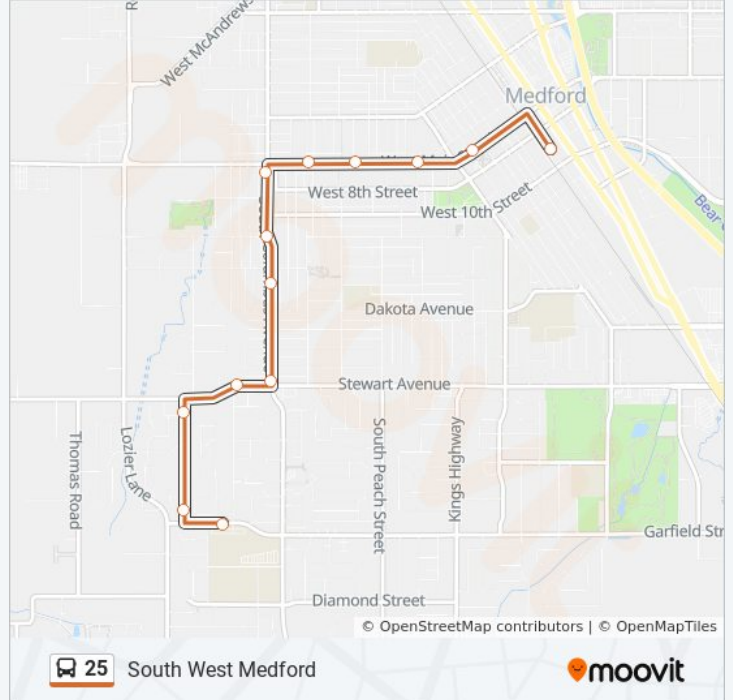 R
West McAndrews
Medford
West 8th Street
West 10th Street
Bear
Dakota Avenue
Stewart Avenue
Thomas Road
Lozier Lane
South Peach Street
Kings Highway
Garfield Str
Diamond Street
© OpenStreetMap contributors | © OpenMapTiles
25 South West Medford
moovit